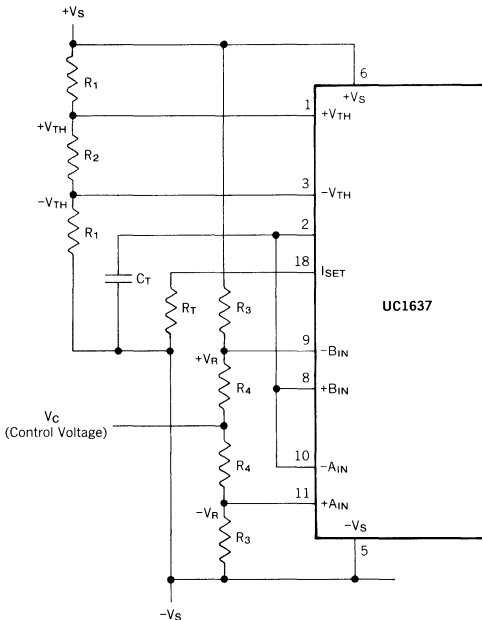 +VS
R1
6
+VS
1
+VTH
+VTH
R2
3
-VTH
-VTH
2
R1
18
ISET
CT
RT
R3
UC1637
9
-BIN
+VR
8
+BIN
R4
VC
(Control Voltage)
10
-AIN
R4
11
+AIN
-VR
-VS
R3
5
-VS